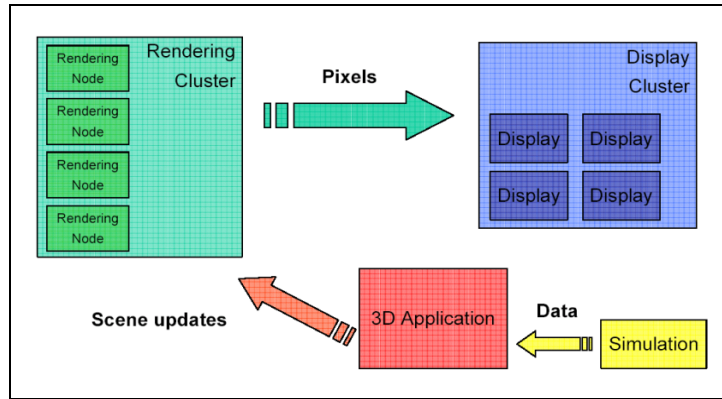 Rendering
Node
Rendering
Node
Rendering
Node
Rendering
Node
Rendering
Cluster
Pixels
Display
Cluster
Display
Display
Display
Display
Scene updates
3D Application
Data
Simulation